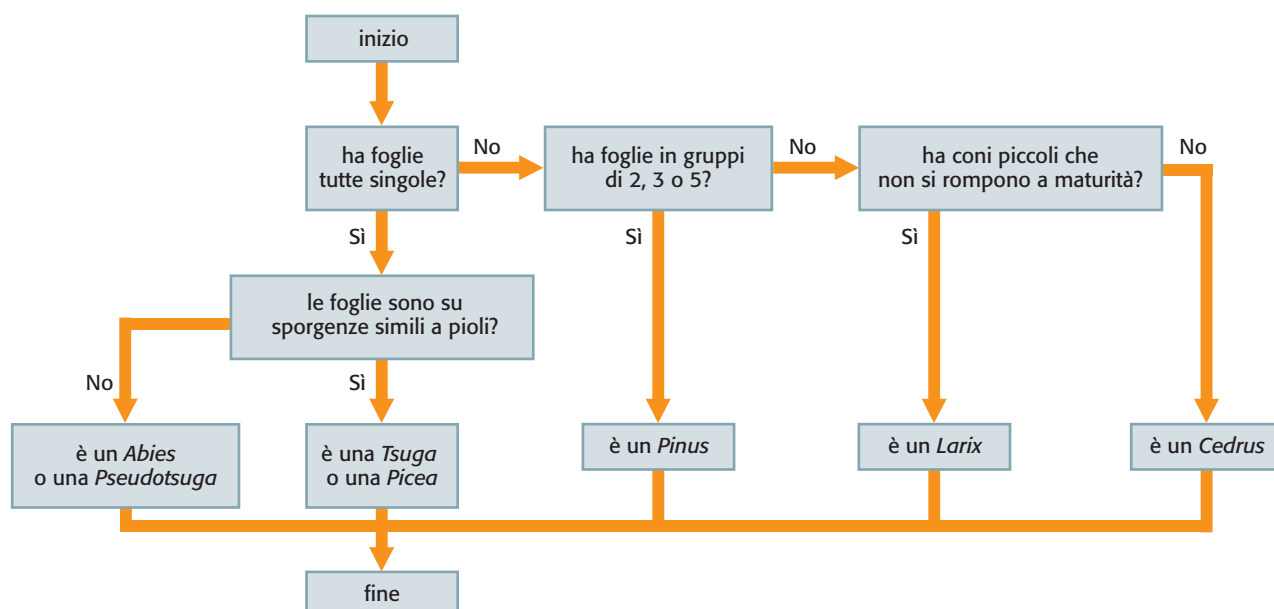 inizio
ha foglie
tutte singole?
No
ha foglie in gruppi
di 2, 3 o 5?
No
ha coni piccoli che
non si rompono a maturità?
No
Sì
Sì
Sì
le foglie sono su
sporgenze simili a pioli?
No
Sì
è un Abies
o una Pseudotsuga
è una Tsuga
o una Picea
è un Pinus
è un Larix
è un Cedrus
fine